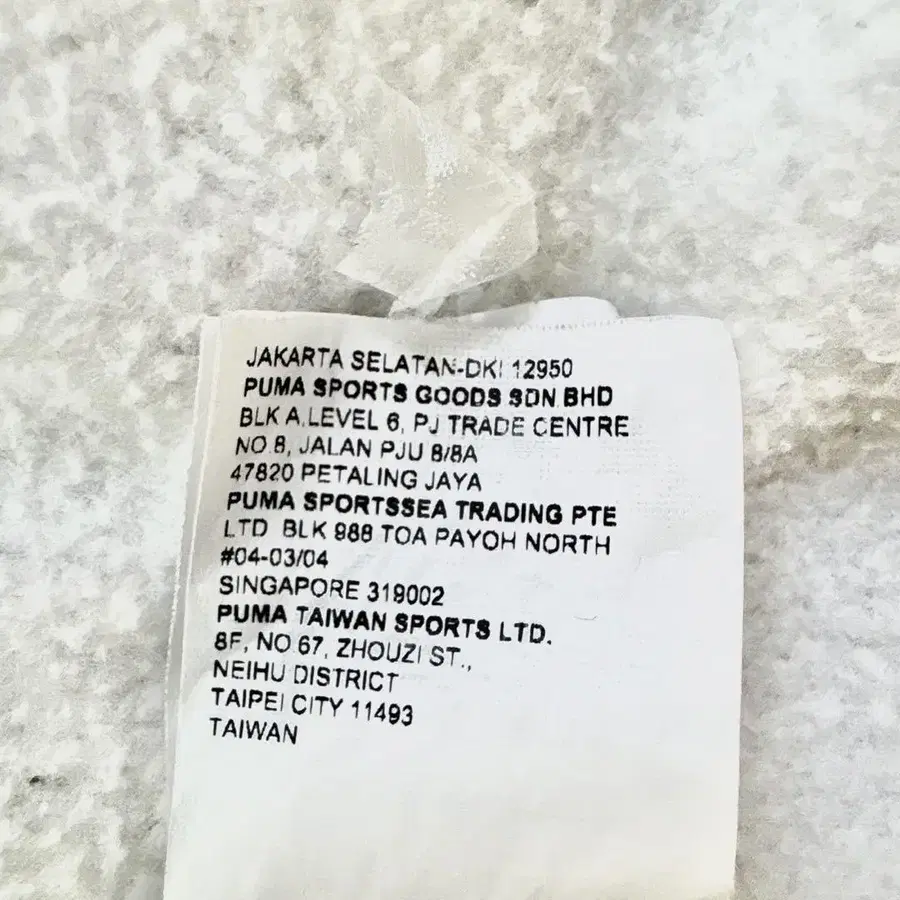 JAKARTA SELATAN-DKI 12950
PUMA SPORTS GOODS SDN BHD
BLK A,LEVEL 6, PJ TRADE CENTRE
NO.8, JALAN PJU 8/8A
47820 PETALING JAYA
PUMA SPORTSSEA TRADING PTE
LTD BLK 988 TOA PAYOH NORTH
#04-03/04
SINGAPORE 319002
PUMA TAIWAN SPORTS LTD.
8F, NO.67, ZHOUZI ST.,
NEIHU DISTRICT
TAIPEI CITY 11493
TAIWAN